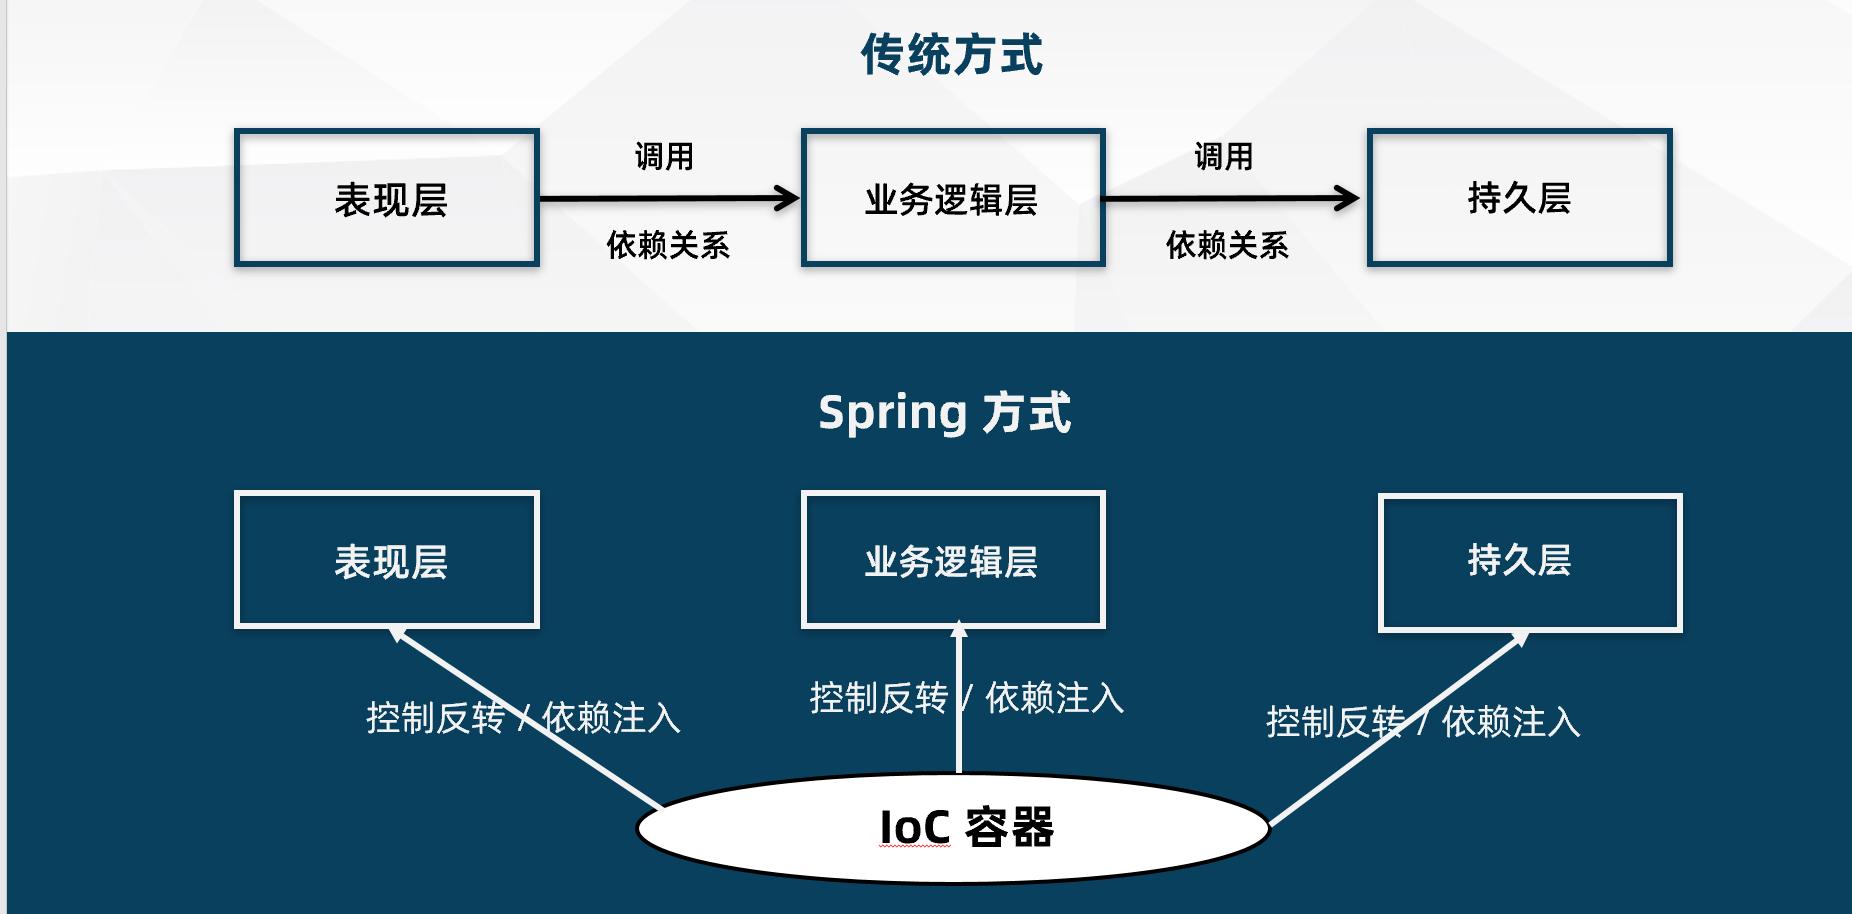 传统方式
调用
调用
表现层
业务逻辑层
持久层
依赖关系
依赖关系
Spring 方式
表现层
业务逻辑层
持久层
控制反转 / 依赖注入
控制反转 / 依赖注入
控制反转 / 依赖注入
IoC 容器